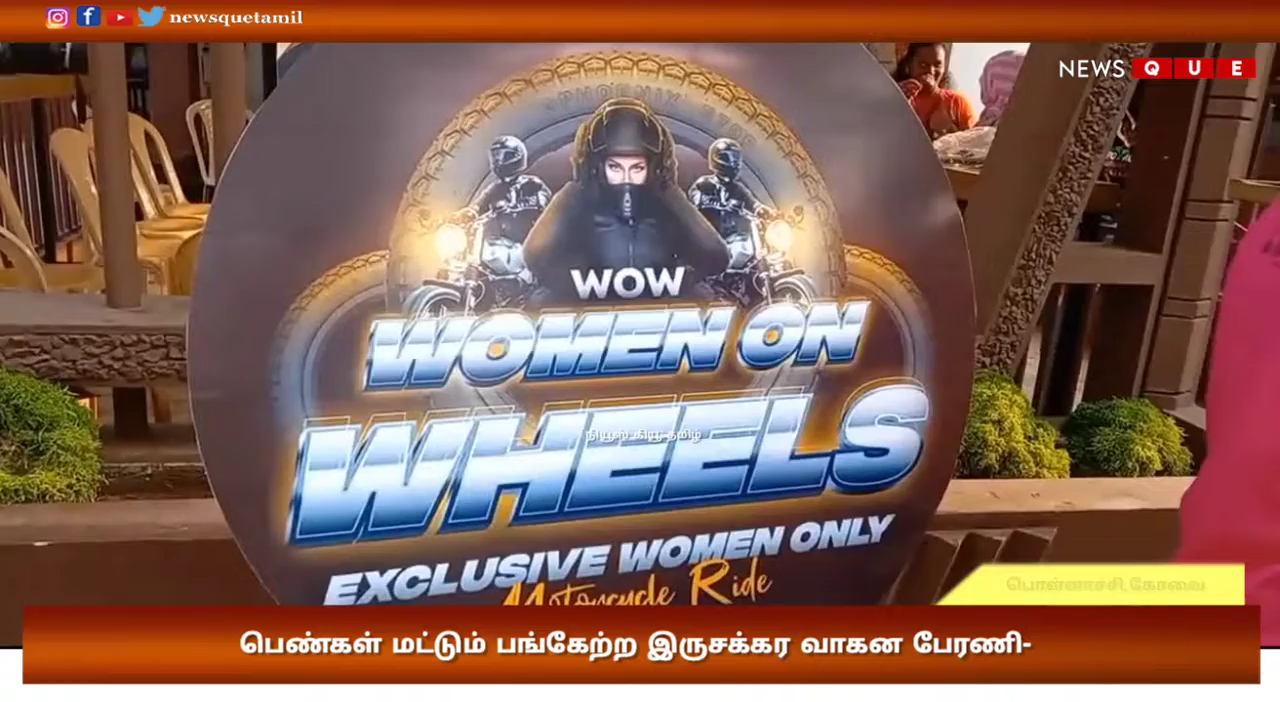 newsquetamil
NEWS QUE
WOW
WOMEN ON
WHEELS
நியூஸ் கியூ தமிழ்
EXCLUSIVE WOMEN ONLY
Motorcycle Ride
பொள்ளாச்சி,கோவை
பெண்கள் மட்டும் பங்கேற்ற இருசக்கர வாகன பேரணி-